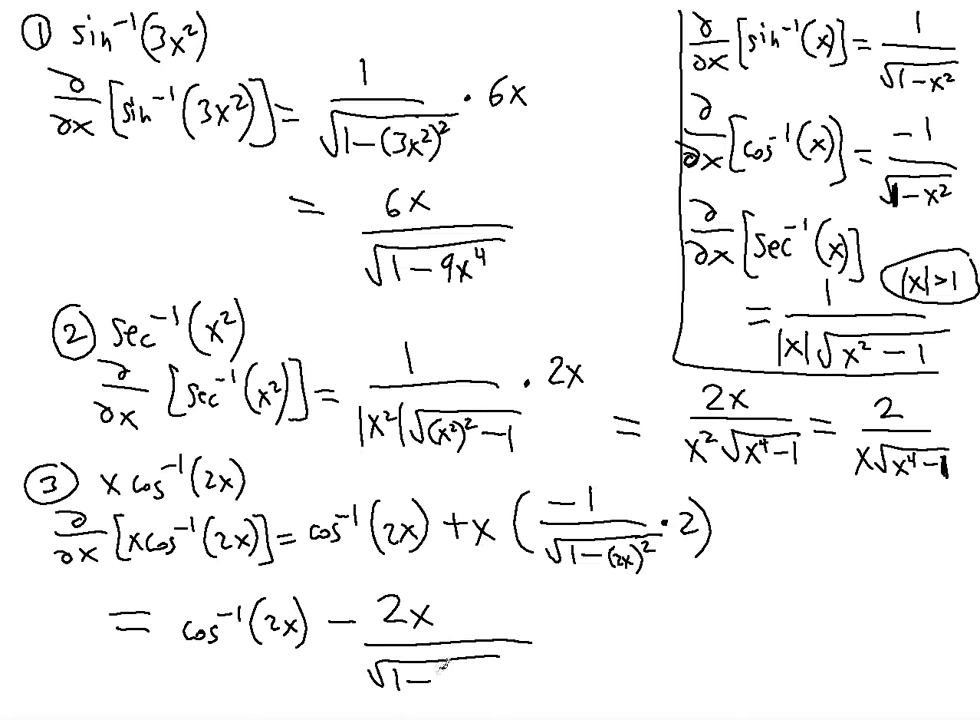 ① sin⁻¹(3x²)
∂/∂x [sin⁻¹(3x²)] = 1/√(1-(3x²)²) · 6x
= 6x/√(1-9x⁴)
② sec⁻¹(x²)
∂/∂x [sec⁻¹(x²)] = 1/(|x²|√((x²)²-1)) · 2x = 2x/(x²√(x⁴-1)) = 2/(x√(x⁴-1))
③ x cos⁻¹(2x)
∂/∂x [x cos⁻¹(2x)] = cos⁻¹(2x) + x (-1/√(1-(2x)²) · 2)
= cos⁻¹(2x) - 2x/√(1-
∂/∂x [sin⁻¹(x)] = 1/√(1-x²)
∂/∂x [cos⁻¹(x)] = -1/√(1-x²)
∂/∂x [sec⁻¹(x)]
= 1/(|x|√(x²-1)) |x|>1